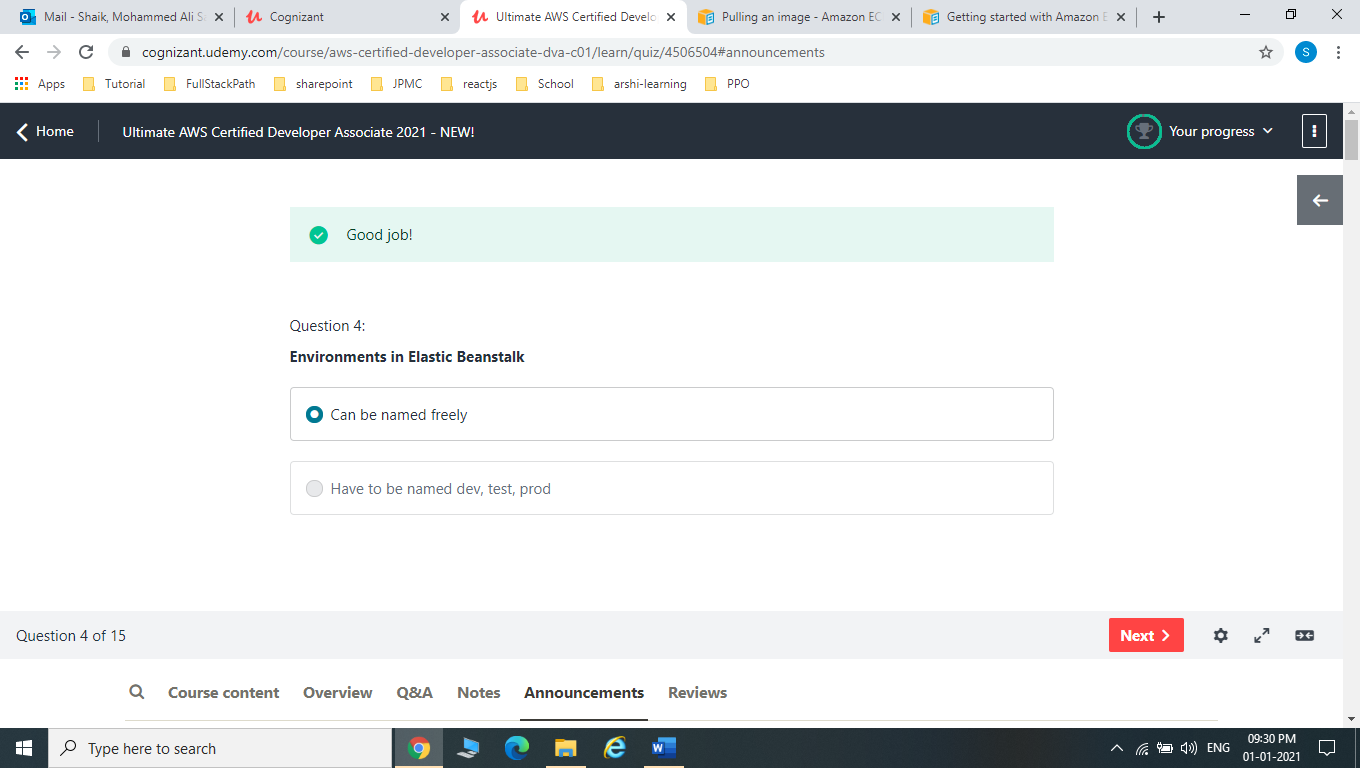 Mail - Shaik, Mohammed Ali S
Cognizant
Ultimate AWS Certified Develo
Pulling an image - Amazon EC
Getting started with Amazon E
cognizant.udemy.com/course/aws-certified-developer-associate-dva-c01/learn/quiz/4506504#announcements
S
Apps Tutorial FullStackPath sharepoint JPMC reactjs School arshi-learning PPO
Home Ultimate AWS Certified Developer Associate 2021 - NEW! Your progress
Good job!
Question 4:
Environments in Elastic Beanstalk
Can be named freely
Have to be named dev, test, prod
Question 4 of 15 Next
Course content Overview Q&A Notes Announcements Reviews
Type here to search
ENG
09:30 PM
01-01-2021